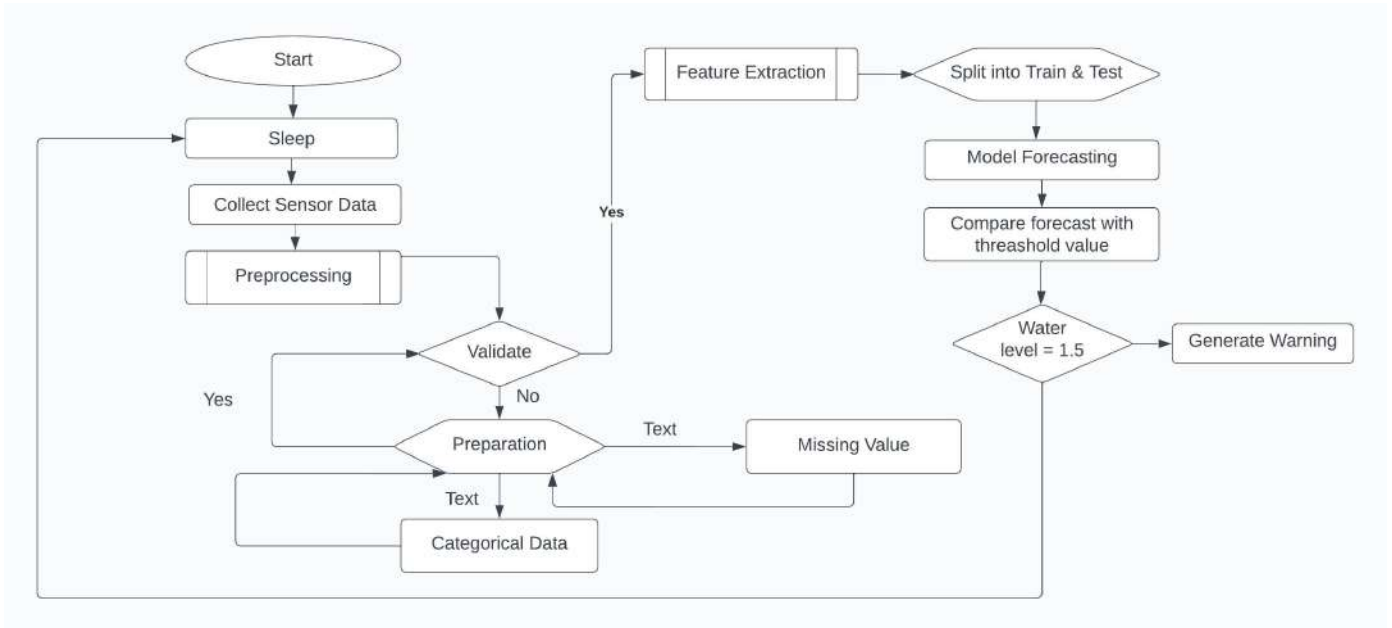 Start
Sleep
Collect Sensor Data
Preprocessing
Validate
Yes
No
Preparation
Text
Missing Value
Text
Categorical Data
Yes
Feature Extraction
Split into Train & Test
Model Forecasting
Compare forecast with
threashold value
Water
level = 1.5
Generate Warning